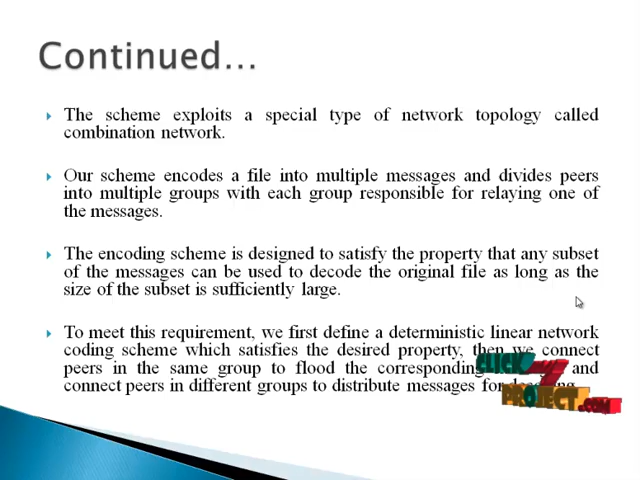 Continued...
The scheme exploits a special type of network topology called
combination network.
Our scheme encodes a file into multiple messages and divides peers
into multiple groups with each group responsible for relaying one of
the messages.
The encoding scheme is designed to satisfy the property that any subset
of the messages can be used to decode the original file as long as the
size of the subset is sufficiently large.
To meet this requirement, we first define a deterministic linear network
coding scheme which satisfies the desired property, then we connect
peers in the same group to flood the corresponding and
connect peers in different groups to distribute messages for
CLICK
PROJECT.COM